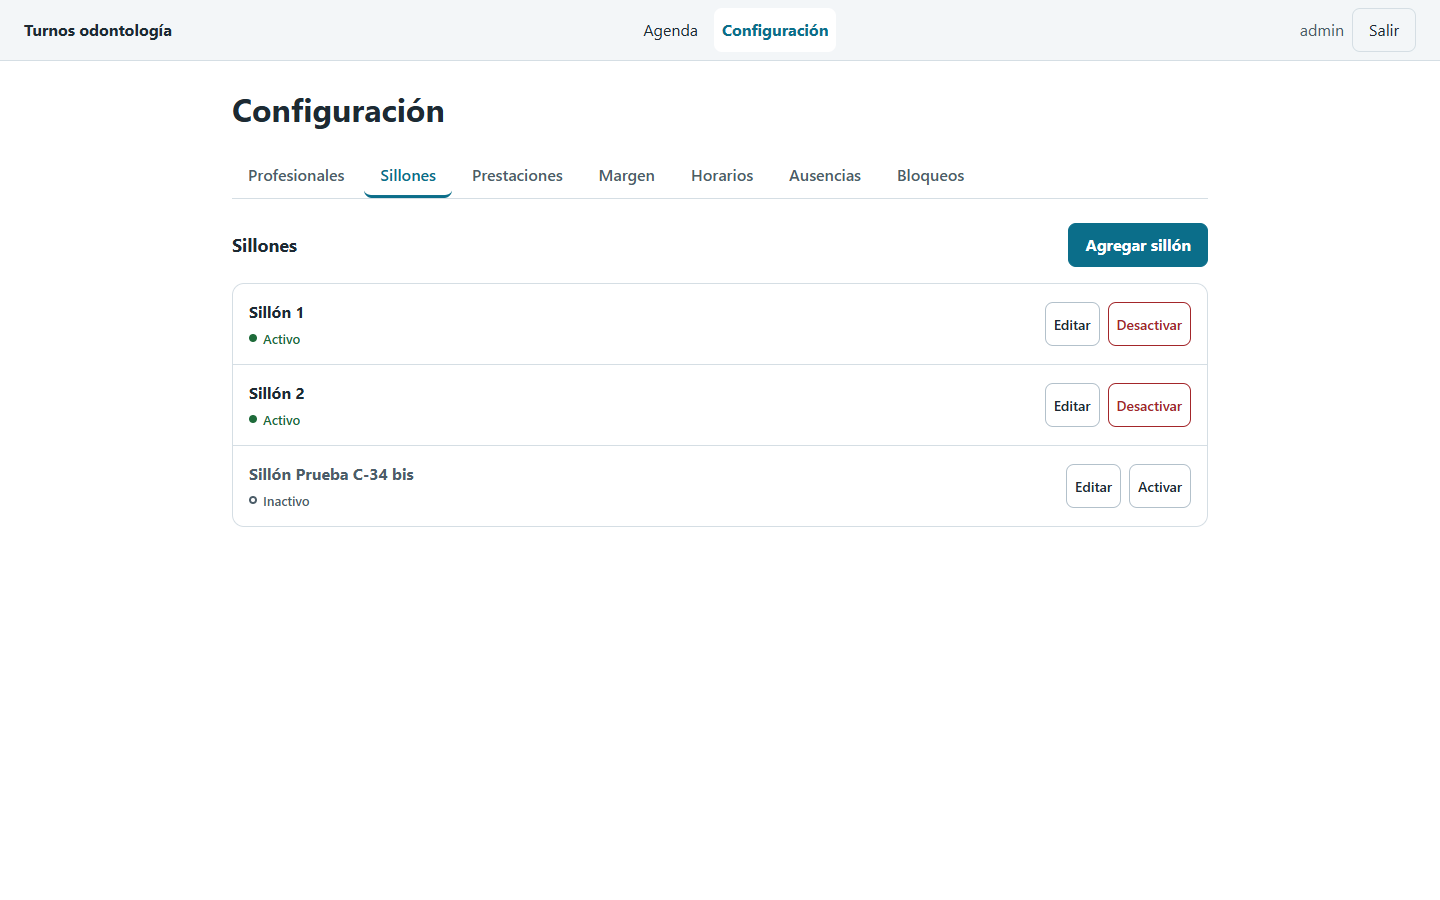 Turnos odontología
Agenda
Configuración
admin
Salir
Configuración
Profesionales
Sillones
Prestaciones
Margen
Horarios
Ausencias
Bloqueos
Sillones
Agregar sillón
Sillón 1
Activo
Editar
Desactivar
Sillón 2
Activo
Editar
Desactivar
Sillón Prueba C-34 bis
Inactivo
Editar
Activar